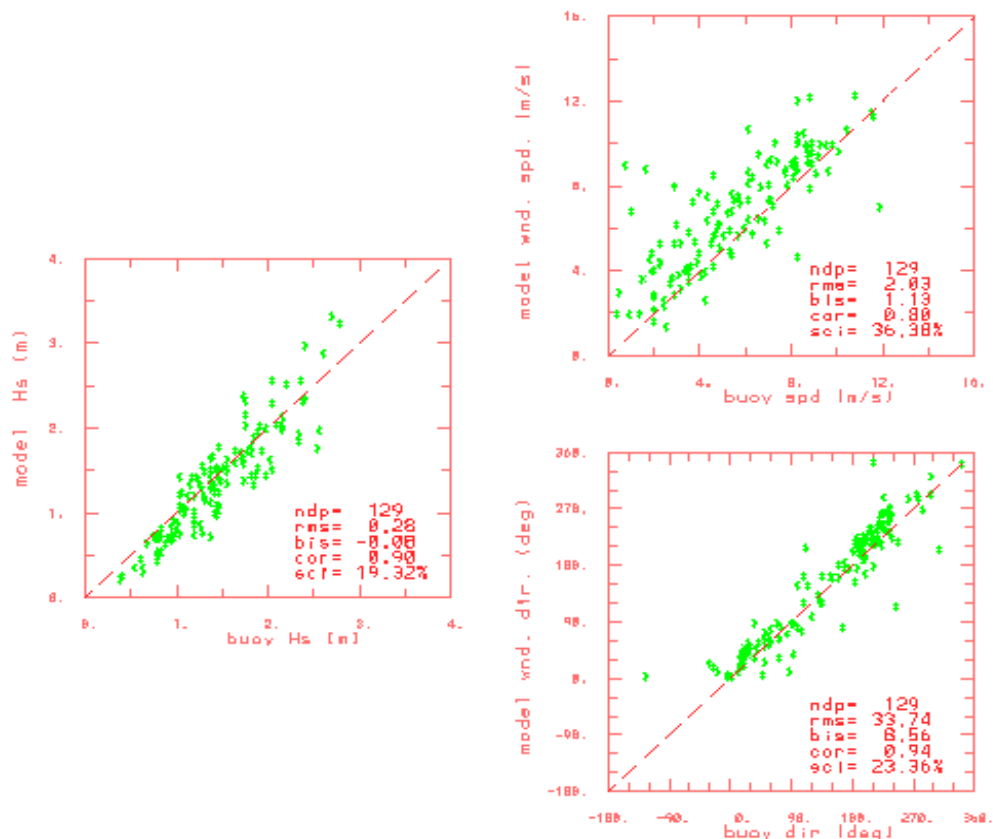 4.
3.
2.
1.
0.
model Hs (m)
ndp= 129
rms= 0.28
bis= -0.08
cor= 0.90
sci= 19.32%
0. 1. 2. 3. 4.
buoy Hs [m]
16.
12.
8.
4.
0.
model wnd. spd. [m/s]
ndp= 129
rms= 2.03
bis= 1.19
cor= 0.80
sci= 36.38%
0. 4. 8. 12. 16.
buoy spd [m/s]
360.
270.
180.
90.
0.
-90.
-180.
model wnd. dir. (deg)
ndp= 129
rms= 33.74
bis= 6.56
cor= 0.94
sci= 23.36%
-180. -90. 0. 90. 180. 270. 360.
buoy dir. [deg]